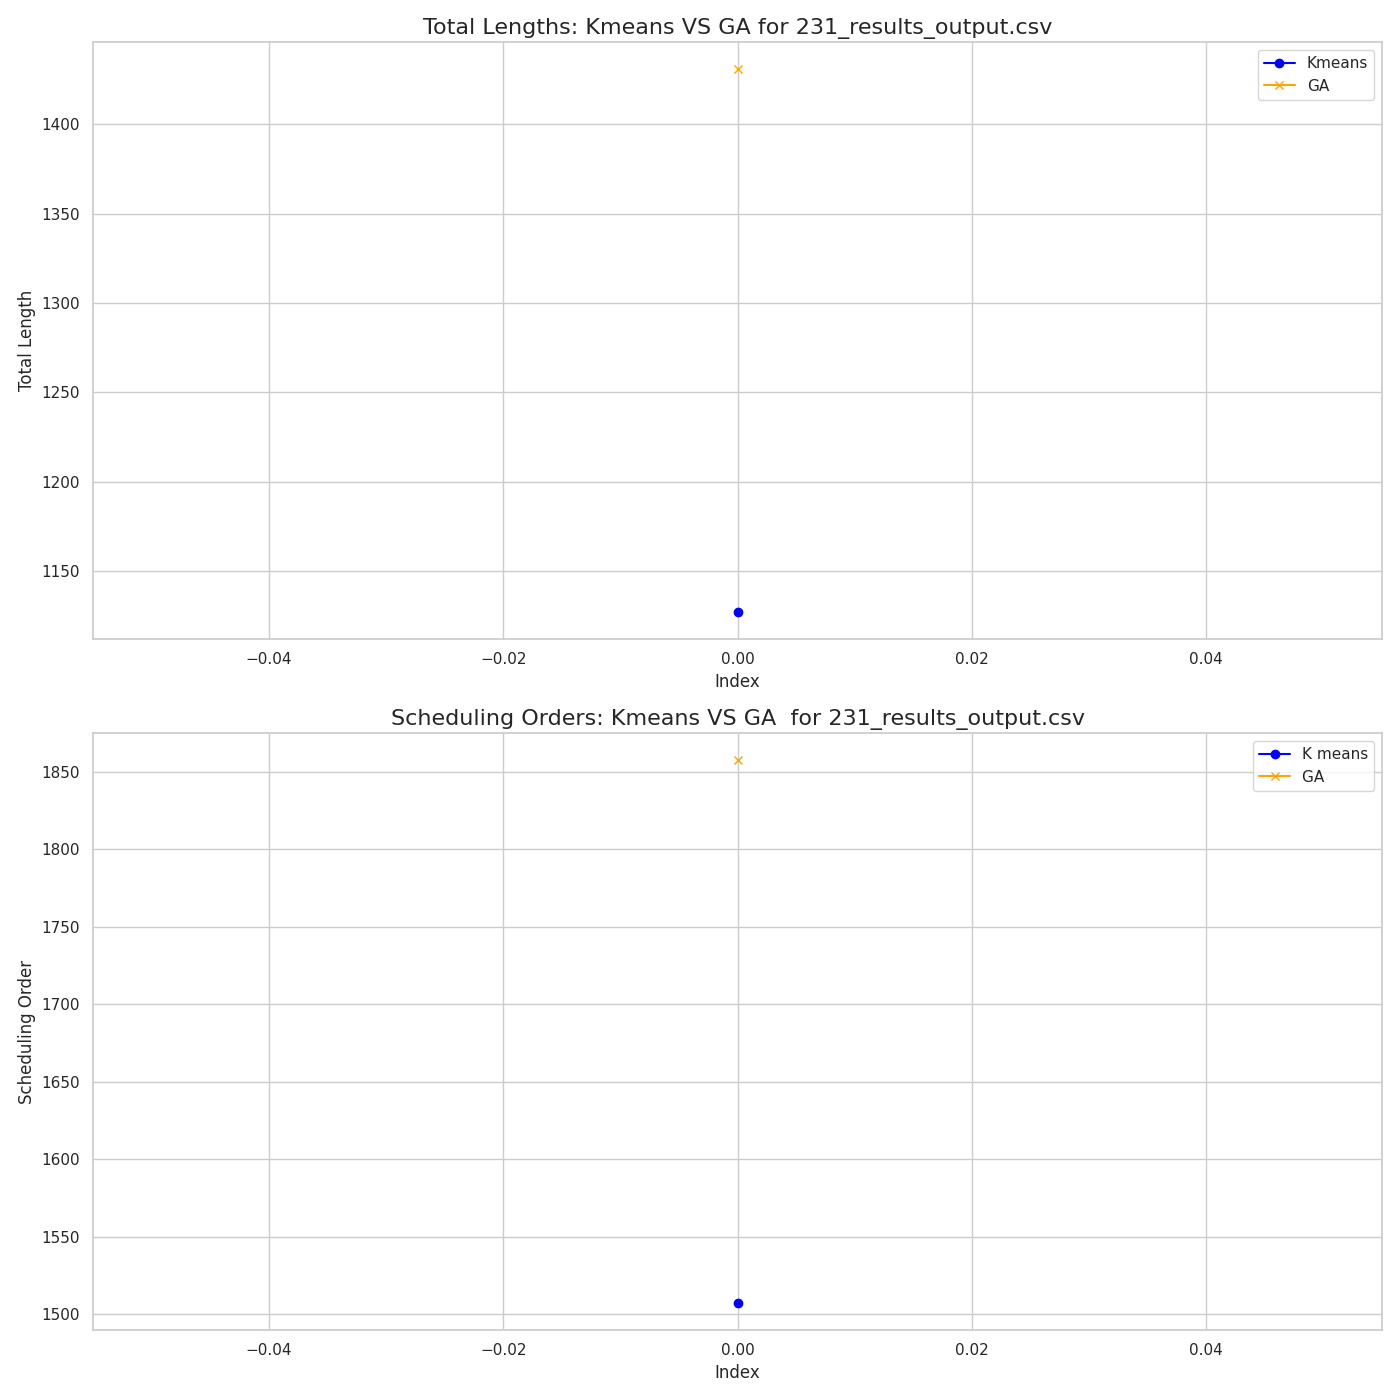 Total Lengths: Kmeans VS GA for 231_results_output.csv
Kmeans
GA
1400
1350
1300
1250
1200
1150
Total Length
−0.04 −0.02 0.00 0.02 0.04
Index
Scheduling Orders: Kmeans VS GA  for 231_results_output.csv
K means
GA
1850
1800
1750
1700
1650
1600
1550
1500
Scheduling Order
−0.04 −0.02 0.00 0.02 0.04
Index